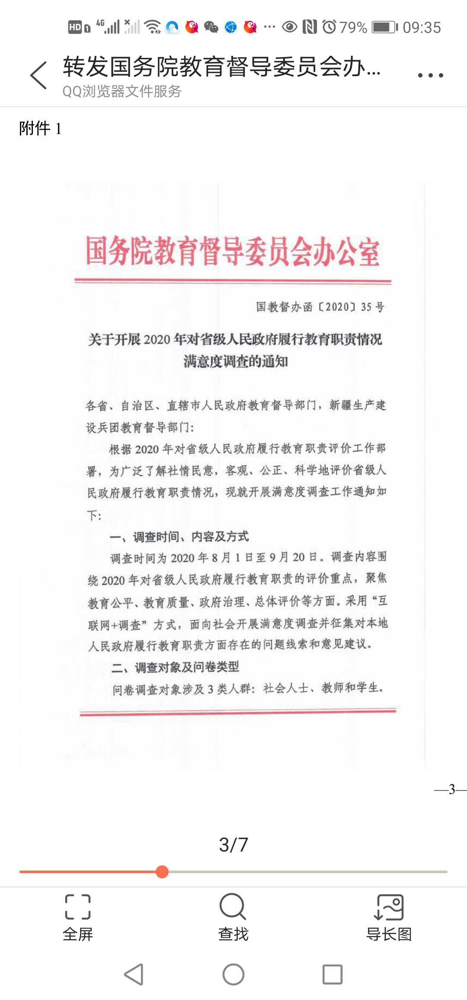 HD 1 4G 79% 09:35
转发国务院教育督导委员会办...
QQ浏览器文件服务
附件 1
国务院教育督导委员会办公室
国教督办函〔2020〕35 号
关于开展 2020 年对省级人民政府履行教育职责情况
满意度调查的通知
各省、自治区、直辖市人民政府教育督导部门，新疆生产建
设兵团教育督导部门：
根据 2020 年对省级人民政府履行教育职责评价工作部
署，为广泛了解社情民意，客观、公正、科学地评价省级人
民政府履行教育职责情况，现就开展满意度调查工作通知如
下：
一、调查时间、内容及方式
调查时间为 2020 年 8 月 1 日至 9 月 20 日。调查内容围
绕 2020 年对省级人民政府履行教育职责的评价重点，聚焦
教育公平、教育质量、政府治理、总体评价等方面。采用“互
联网+调查”方式，面向社会开展满意度调查并征集对本地
人民政府履行教育职责方面存在的问题线索和意见建议。
二、调查对象及问卷类型
问卷调查对象涉及 3 类人群：社会人士、教师和学生。
—3—
3/7
全屏
查找
导长图